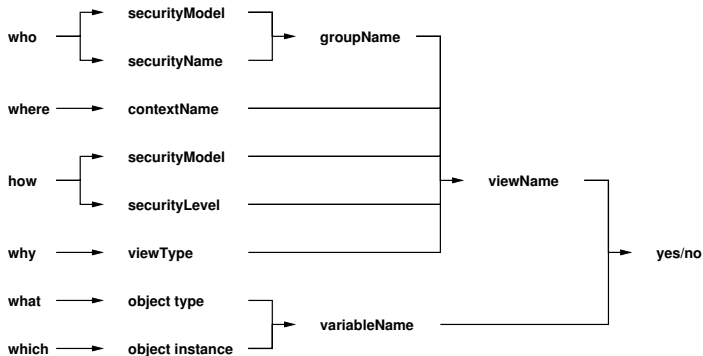 who
securityModel
securityName
groupName
where
contextName
how
securityModel
securityLevel
viewName
why
viewType
yes/no
what
object type
variableName
which
object instance